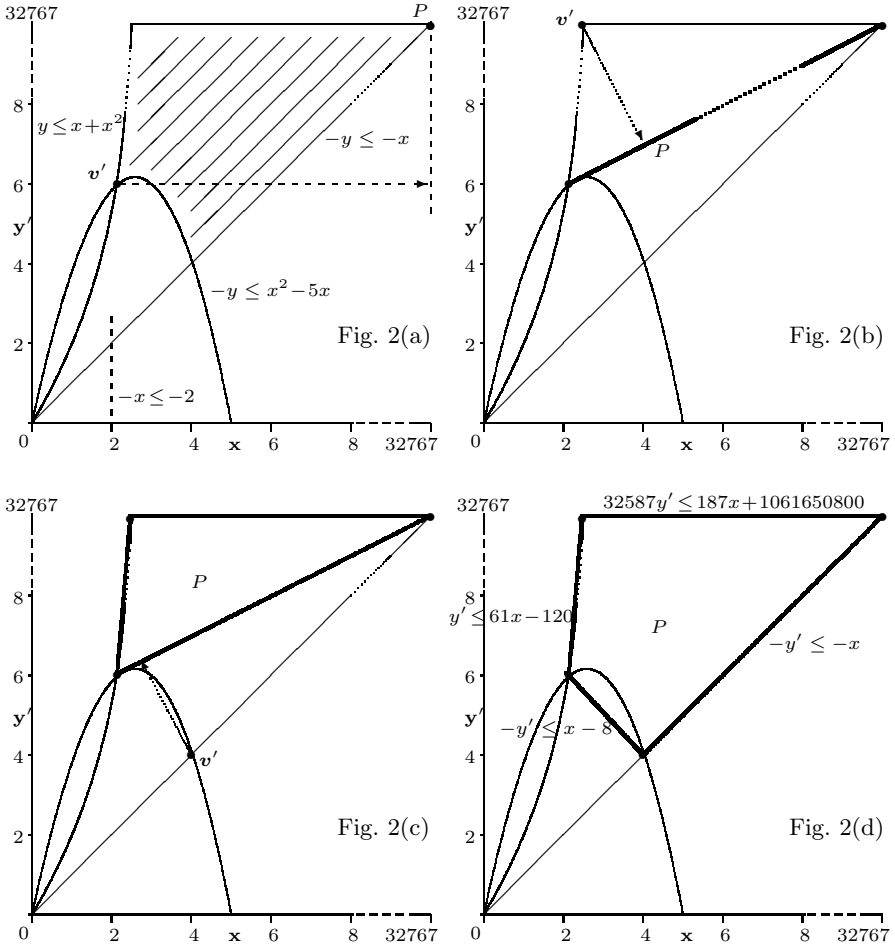 32767
P
8
y ≤ x+x²
−y ≤ −x
v′
6
y′
4
−y ≤ x²−5x
2
Fig. 2(a)
−x ≤ −2
0
2
4
x
6
8
32767
32767
v′
8
P
6
y′
4
2
Fig. 2(b)
0
2
4
x
6
8
32767
32767
8
P
6
y′
4
v′
2
Fig. 2(c)
0
2
4
x
6
8
32767
32767
32587y′ ≤ 187x+1061650800
8
y′ ≤ 61x−120
P
−y′ ≤ −x
6
y′
−y′ ≤ x − 8
4
2
Fig. 2(d)
0
2
4
x
6
8
32767